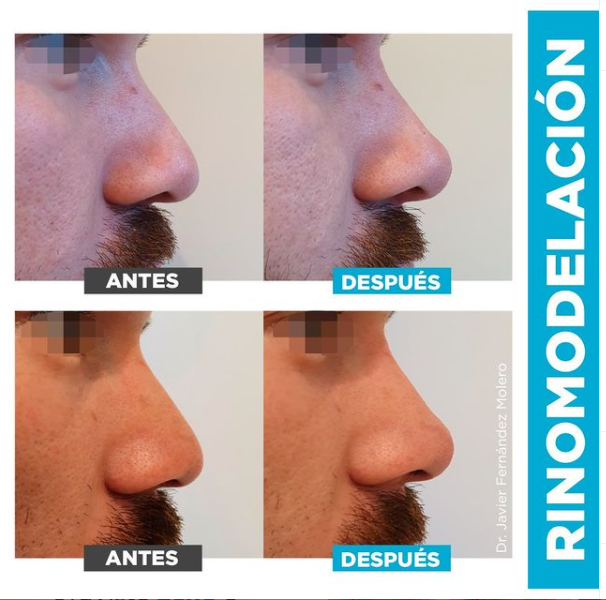 ANTES
DESPUÉS
ANTES
DESPUÉS
Dr. Javier Fernández Molero
RINOMODELACIÓN